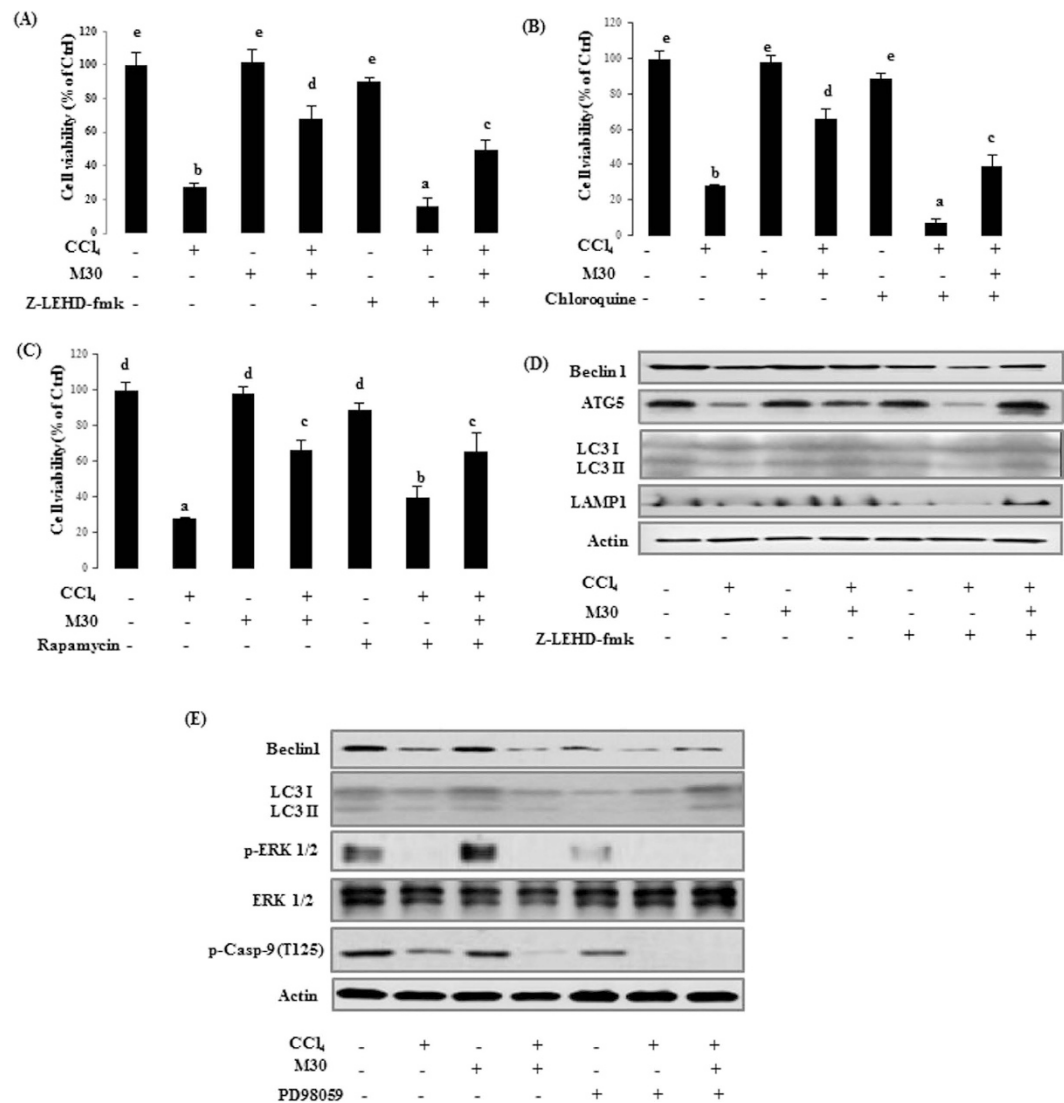 (A)
Cell viability (% of Ctrl)
120
100
80
60
40
20
0
e b e d e a c
CCl4 - + - + - + +
M30 - - + + - - +
Z-LEHD-fmk - - - - + + +
(B)
Cell viability (% of Ctrl)
120
100
80
60
40
20
0
e b e d e a c
CCl4 - + - + - + +
M30 - - + + - - +
Chloroquine - - - - + + +
(C)
Cell viability (% of Ctrl)
120
100
80
60
40
20
0
d a d c d b c
CCl4 - + - + - + +
M30 - - + + - - +
Rapamycin - - - - + + +
(D)
Beclin1
ATG5
LC3 I
LC3 II
LAMP1
Actin
CCl4 - + - + - + +
M30 - - + + - - +
Z-LEHD-fmk - - - - + + +
(E)
Beclin1
LC3 I
LC3 II
p-ERK 1/2
ERK 1/2
p-Casp-9(T125)
Actin
CCl4 - + - + - + +
M30 - - + + - - +
PD98059 - - - - + + +